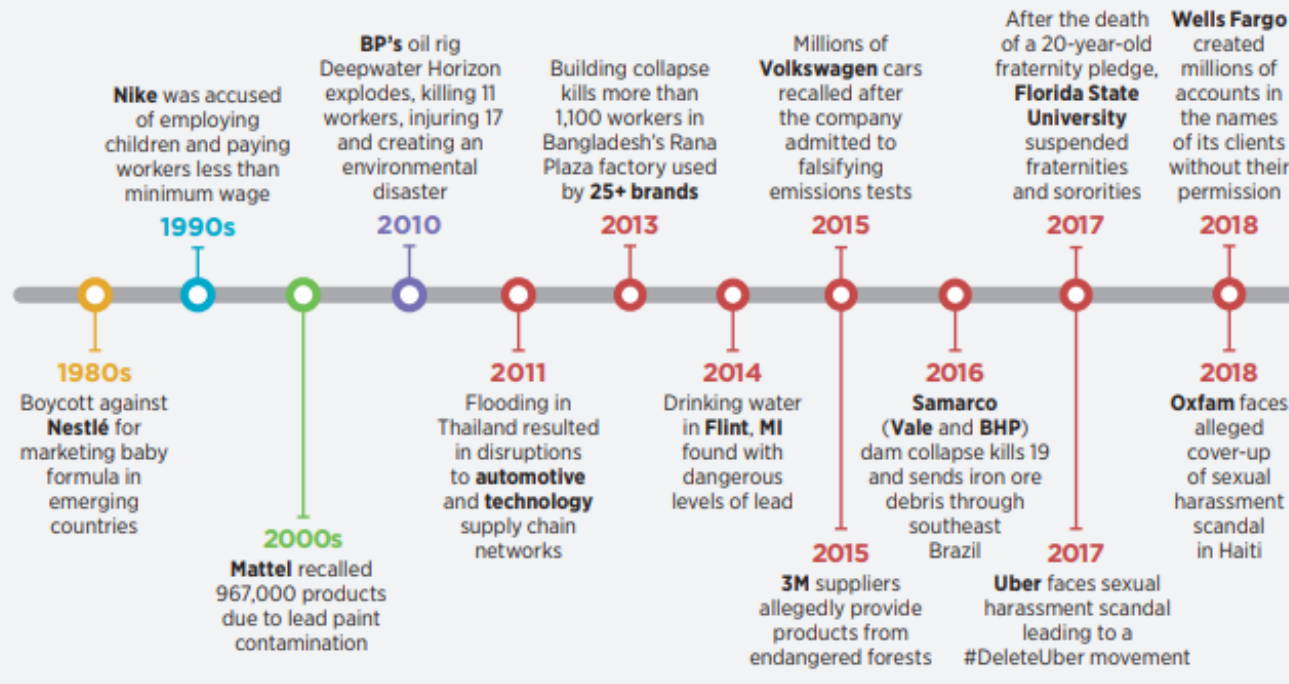 Nike was accused
of employing
children and paying
workers less than
minimum wage
1990s
BP's oil rig
Deepwater Horizon
explodes, killing 11
workers, injuring 17
and creating an
environmental
disaster
2010
Building collapse
kills more than
1,100 workers in
Bangladesh's Rana
Plaza factory used
by 25+ brands
2013
Millions of
Volkswagen cars
recalled after
the company
admitted to
falsifying
emissions tests
2015
After the death
of a 20-year-old
fraternity pledge,
Florida State
University
suspended
fraternities
and sororities
2017
Wells Fargo
created
millions of
accounts in
the names
of its clients
without their
permission
2018
1980s
Boycott against
Nestlé for
marketing baby
formula in
emerging
countries
2000s
Mattel recalled
967,000 products
due to lead paint
contamination
2011
Flooding in
Thailand resulted
in disruptions
to automotive
and technology
supply chain
networks
2014
Drinking water
in Flint, MI
found with
dangerous
levels of lead
2015
3M suppliers
allegedly provide
products from
endangered forests
2016
Samarco
(Vale and BHP)
dam collapse kills 19
and sends iron ore
debris through
southeast
Brazil
2017
Uber faces sexual
harassment scandal
leading to a
#DeleteUber movement
2018
Oxfam faces
alleged
cover-up
of sexual
harassment
scandal
in Haiti